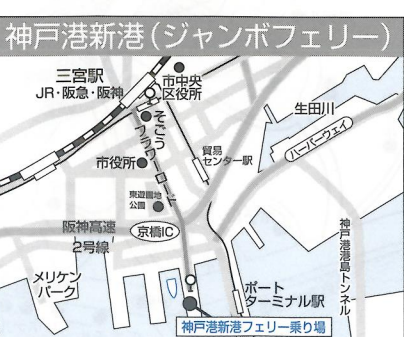 神戸港新港(ジャンボフェリー)
三宮駅
JR・阪急・阪神
市中央
区役所
そごう
フラワーロード
生田川
ハーバーウェイ
貿易
センター駅
市役所
東遊園地
公園
京橋IC
阪神高速
2号線
メリケン
パーク
ポート
ターミナル駅
神戸港港島トンネル
神戸港新港フェリー乗り場